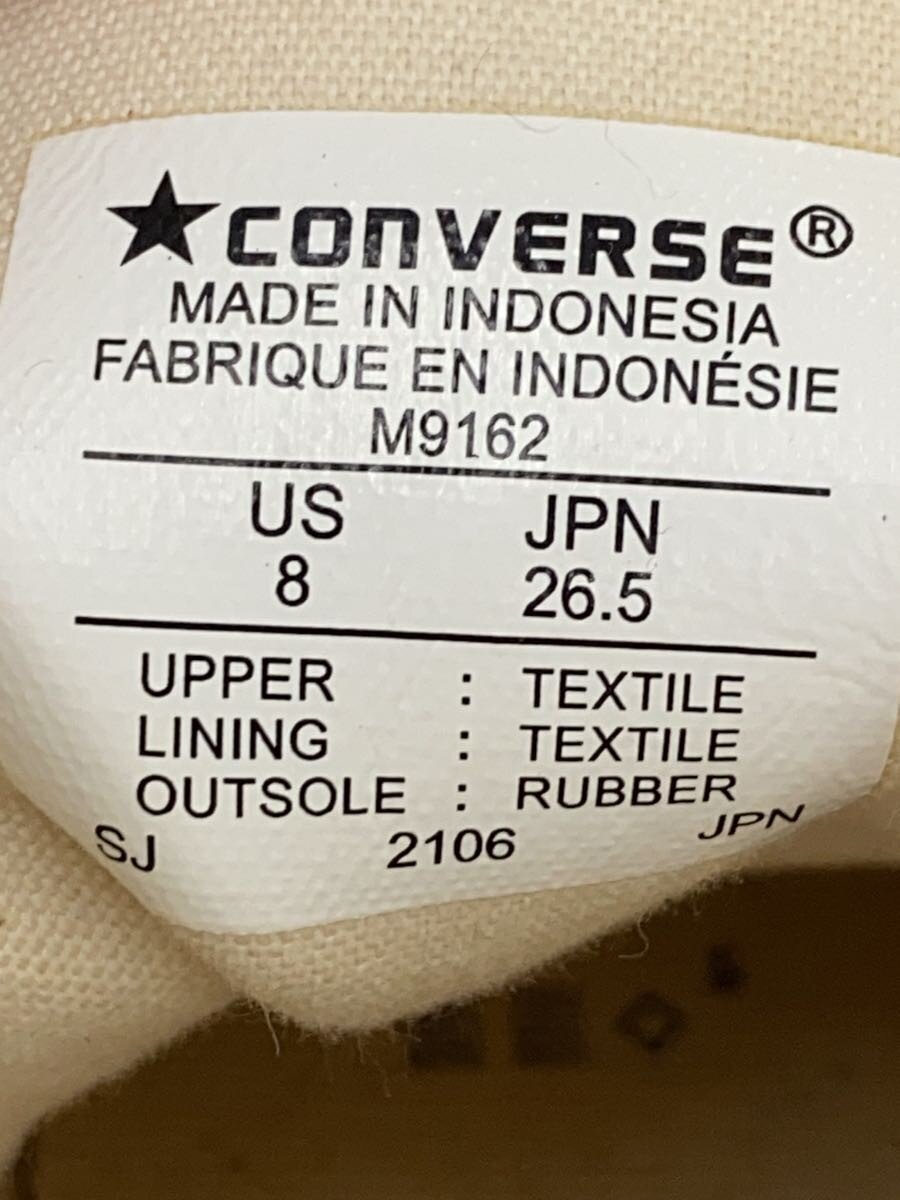 ★CONVERSE®
MADE IN INDONESIA
FABRIQUE EN INDONÉSIE
M9162
US JPN
8 26.5
UPPER : TEXTILE
LINING : TEXTILE
OUTSOLE : RUBBER
SJ 2106 JPN